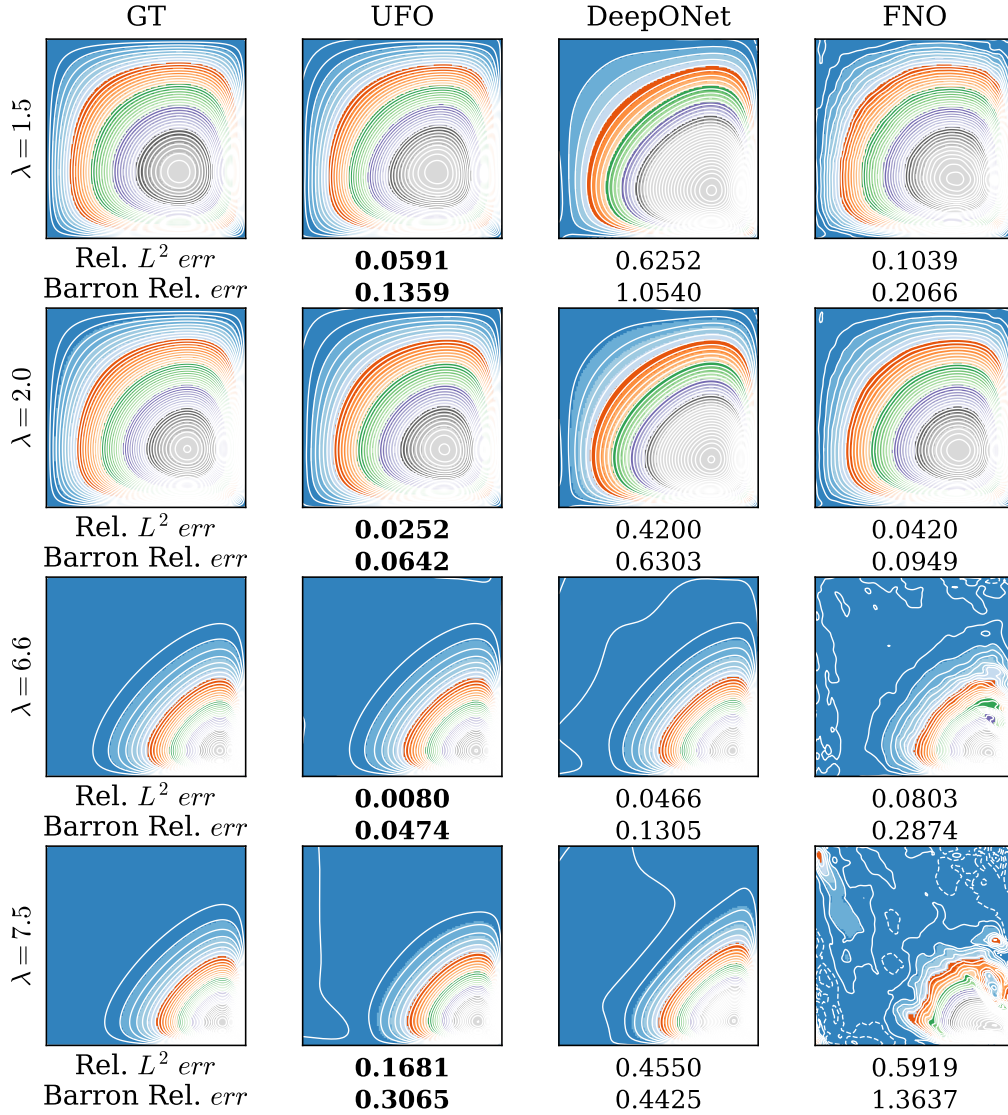 GT UFO DeepONet FNO
λ = 1.5
Rel. L² err 0.0591 0.6252 0.1039
Barron Rel. err 0.1359 1.0540 0.2066
λ = 2.0
Rel. L² err 0.0252 0.4200 0.0420
Barron Rel. err 0.0642 0.6303 0.0949
λ = 6.6
Rel. L² err 0.0080 0.0466 0.0803
Barron Rel. err 0.0474 0.1305 0.2874
λ = 7.5
Rel. L² err 0.1681 0.4550 0.5919
Barron Rel. err 0.3065 0.4425 1.3637